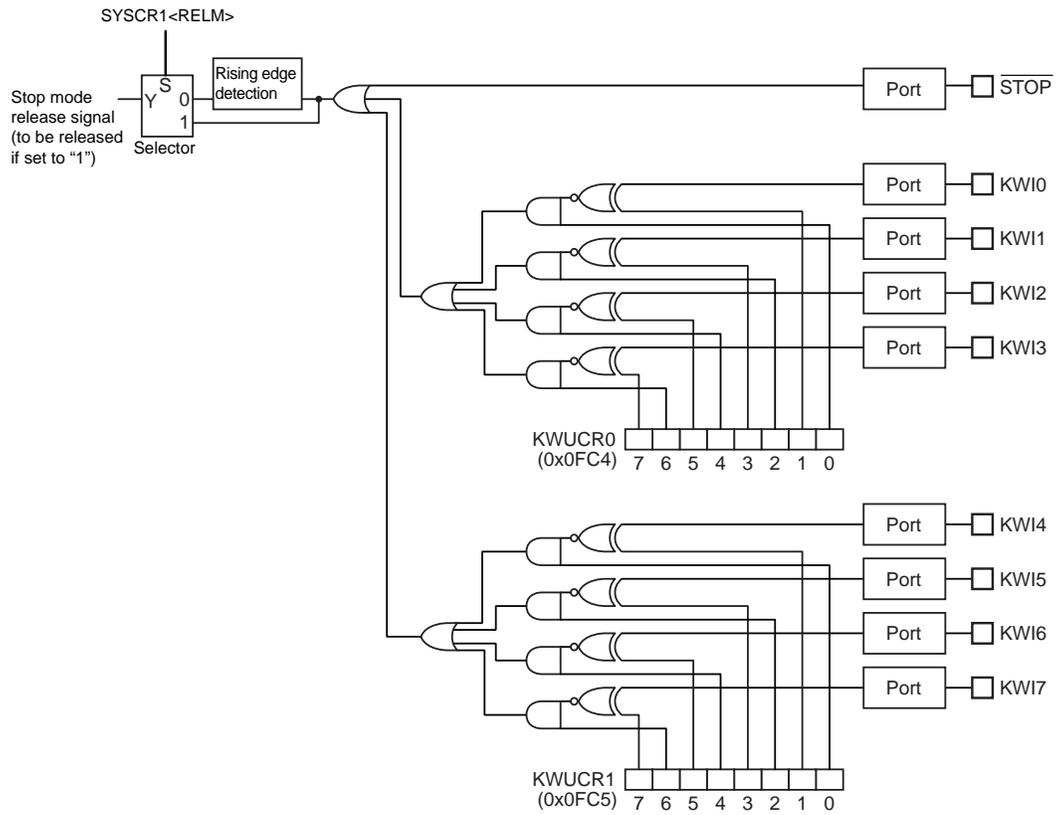 SYSCR1<RELM>
Stop mode
release signal
(to be released
if set to “1”)
S
Y
0
1
Selector
Rising edge
detection
Port
STOP
Port
KWI0
Port
KWI1
Port
KWI2
Port
KWI3
KWUCR0
(0x0FC4)
7 6 5 4 3 2 1 0
Port
KWI4
Port
KWI5
Port
KWI6
Port
KWI7
KWUCR1
(0x0FC5)
7 6 5 4 3 2 1 0